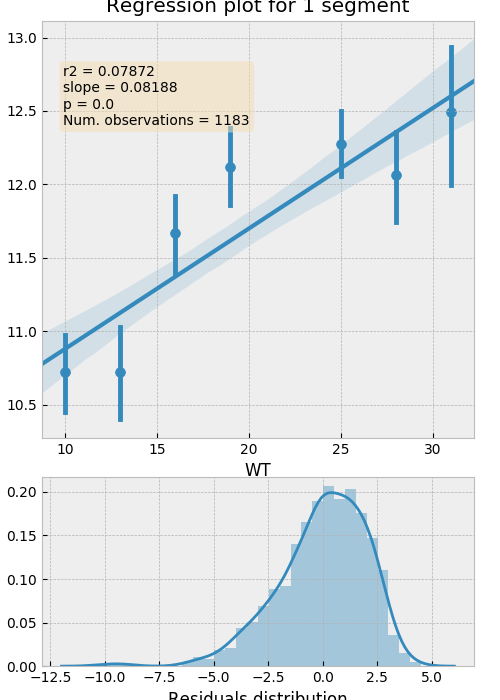 Regression plot for 1 segment
13.0
r2 = 0.07872
slope = 0.08188
p = 0.0
Num. observations = 1183
12.5
12.0
11.5
11.0
10.5
10 15 20 25 30
WT
0.20
0.15
0.10
0.05
0.00
−12.5 −10.0 −7.5 −5.0 −2.5 0.0 2.5 5.0
Residuals distribution